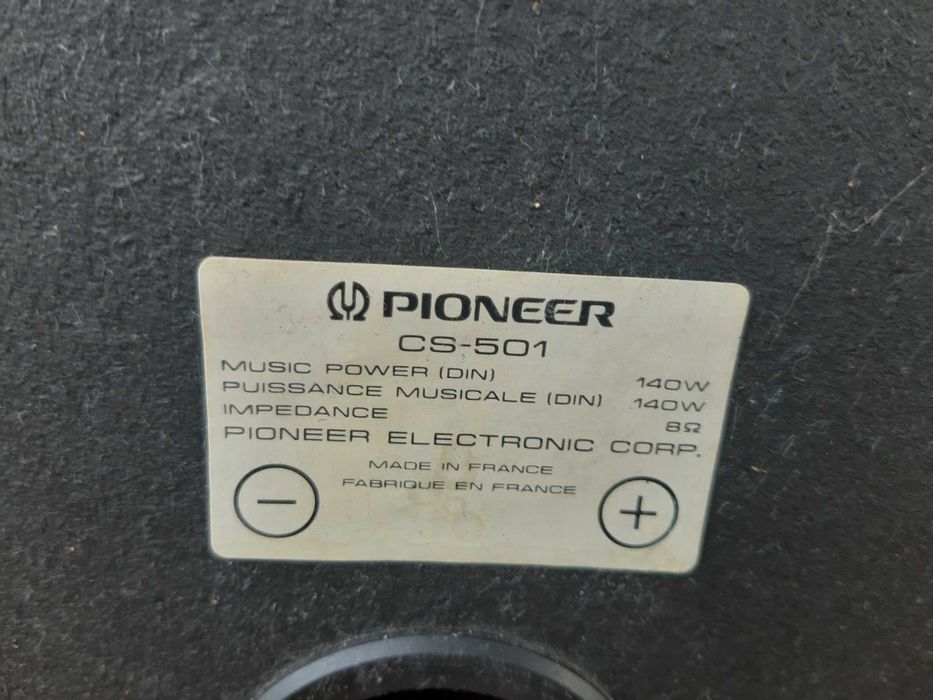 PIONEER
CS-501
MUSIC POWER (DIN) 140W
PUISSANCE MUSICALE (DIN) 140W
IMPEDANCE 8Ω
PIONEER ELECTRONIC CORP.
MADE IN FRANCE
FABRIQUE EN FRANCE
− +